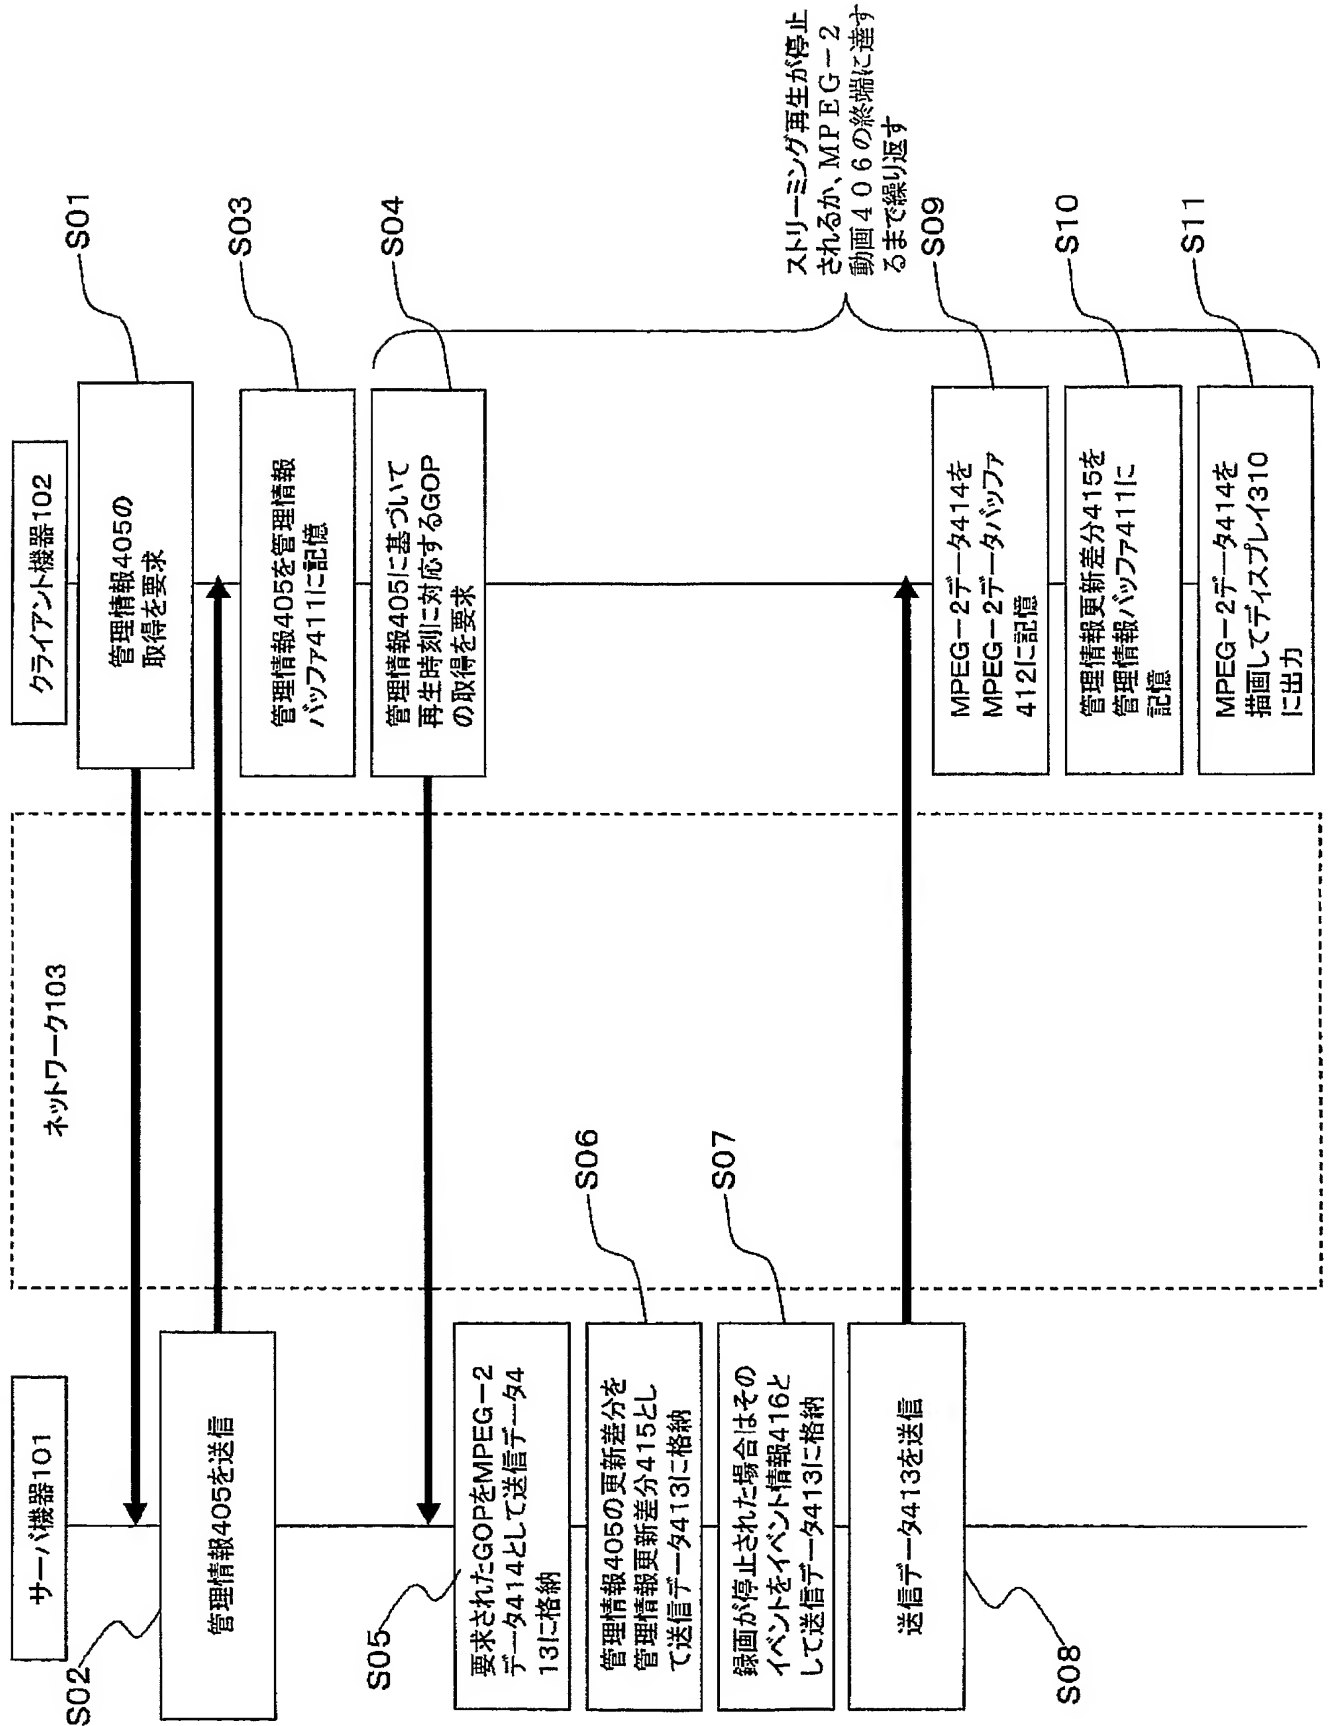 サーバ機器101
ネットワーク103
クライアント機器102
管理情報405の
取得を要求
S01
管理情報405を送信
S02
管理情報405を管理情報
バッファ411に記憶
S03
管理情報405に基づいて
再生時刻に対応するGOP
の取得を要求
S04
要求されたGOPをMPEG-2
データ414として送信データ4
13に格納
S05
管理情報405の更新差分を
管理情報更新差分415とし
て送信データ413に格納
S06
録画が停止された場合はその
イベントをイベント情報416と
して送信データ413に格納
S07
送信データ413を送信
S08
ストリーミング再生が停止
されるか、MPEG-2
動画406の終端に達す
るまで繰り返す
MPEG-2データ414を
MPEG-2データバッファ
412に記憶
S09
管理情報更新差分415を
管理情報バッファ411に
記憶
S10
MPEG-2データ414を
描画してディスプレイ310
に出力
S11